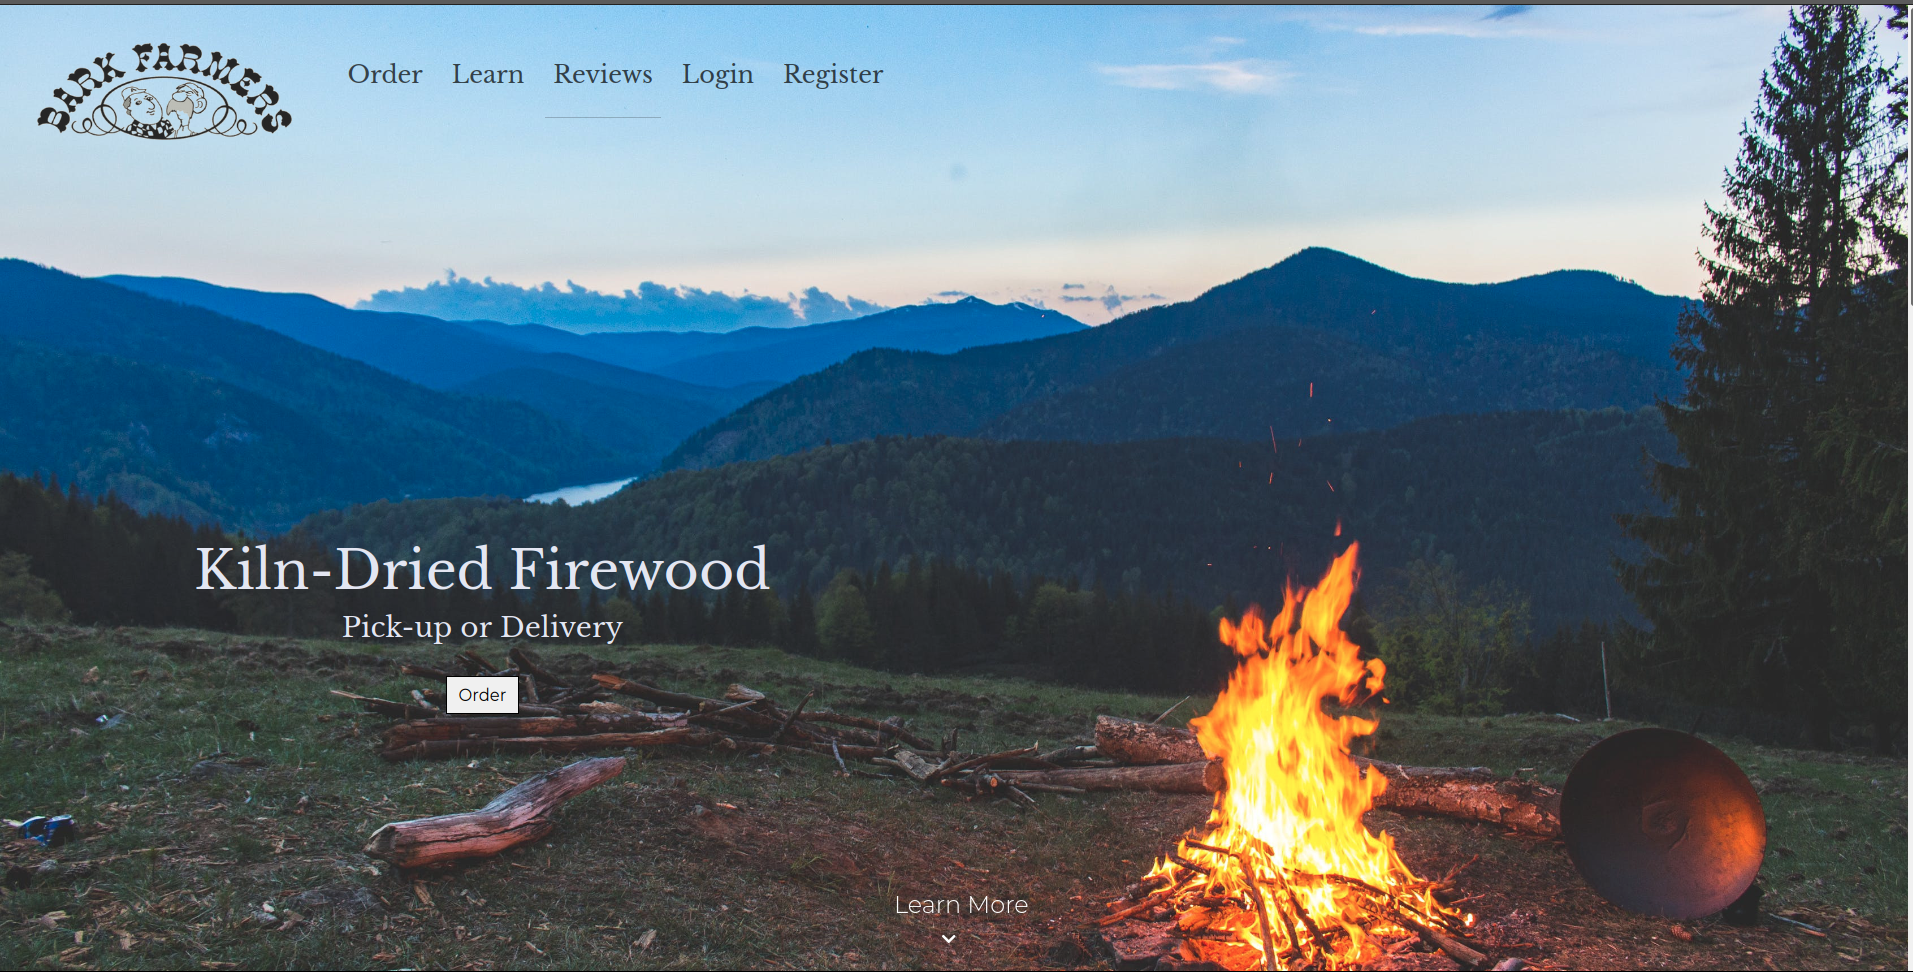 BARK FARMERS
Order Learn Reviews Login Register
Kiln-Dried Firewood
Pick-up or Delivery
Order
Learn More